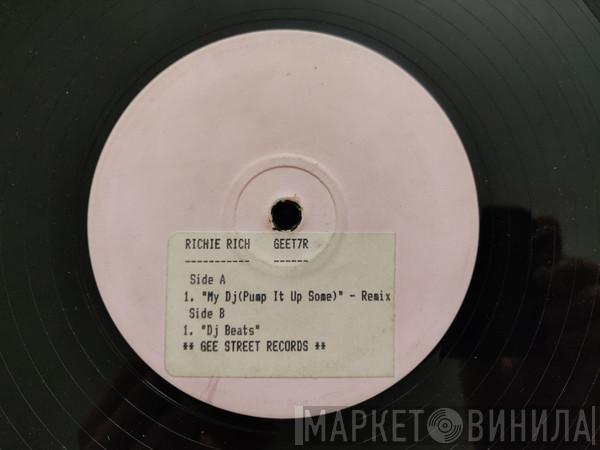 RICHIE RICH GEET7R
----------- ------
Side A
1. "My Dj(Pump It Up Some)" - Remix
Side B
1. "Dj Beats"
** GEE STREET RECORDS **
МАРКЕТ ВИНИЛА